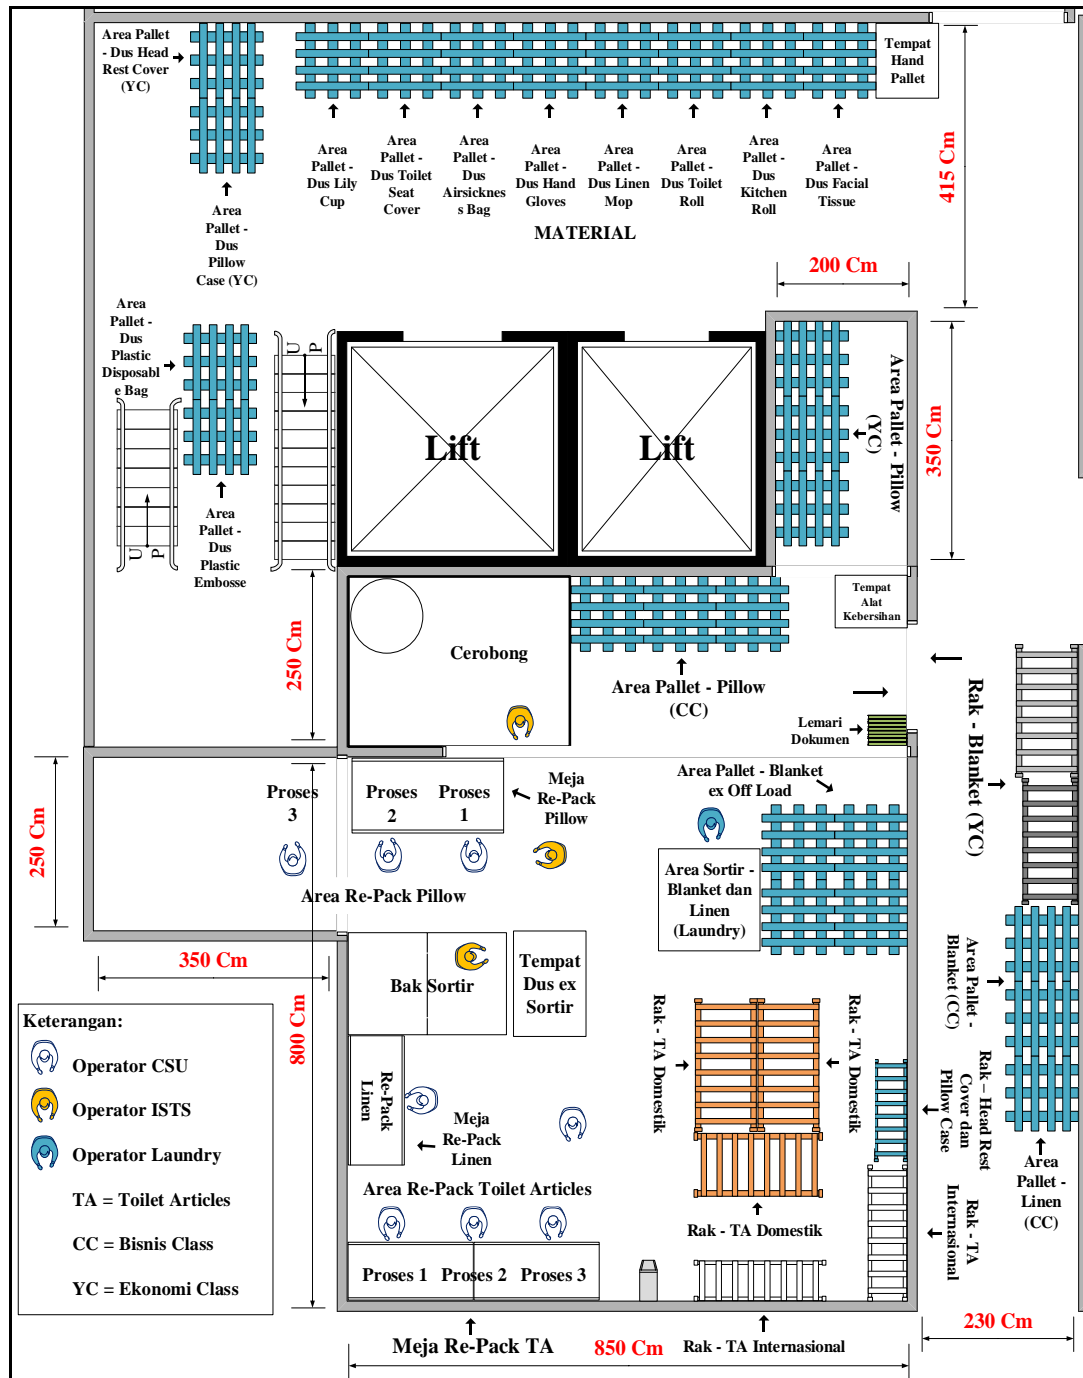 Area Pallet
- Dus Head
Rest Cover
(YC)
Tempat
Hand
Pallet
Area
Pallet -
Dus Lily
Cup
Area
Pallet -
Dus Toilet
Seat
Cover
Area
Pallet -
Dus
Airsicknes
s Bag
Area
Pallet -
Dus Hand
Gloves
Area
Pallet -
Dus Linen
Mop
Area
Pallet -
Dus Toilet
Roll
Area
Pallet -
Dus
Kitchen
Roll
Area
Pallet -
Dus Facial
Tissue
415 Cm
MATERIAL
Area
Pallet -
Dus
Pillow
Case (YC)
200 Cm
Area
Pallet -
Dus
Plastic
Disposabl
e Bag
U
P
Lift
Lift
Area Pallet - Pillow
(YC)
350 Cm
U
P
Area
Pallet -
Dus
Plastic
Embosse
Tempat
Alat
Kebersihan
250 Cm
Cerobong
Area Pallet - Pillow
(CC)
Lemari
Dokumen
Rak - Blanket (YC)
250 Cm
Proses
3
Proses
2
Proses
1
Meja
Re-Pack
Pillow
Area Pallet - Blanket
ex Off Load
Area Sortir -
Blanket dan
Linen
(Laundry)
Area Re-Pack Pillow
350 Cm
800 Cm
Bak Sortir
Tempat
Dus ex
Sortir
Area Pallet -
Blanket (CC)
Keterangan:
Operator CSU
Operator ISTS
Operator Laundry
TA = Toilet Articles
CC = Bisnis Class
YC = Ekonomi Class
Re-Pack
Linen
Meja
Re-Pack
Linen
Rak - TA Domestik
Rak - TA Domestik
Rak – Head Rest
Cover dan
Pillow Case
Area
Pallet -
Linen
(CC)
Area Re-Pack Toilet Articles
Rak - TA Domestik
Rak - TA
Internasional
Proses 1
Proses 2
Proses 3
Meja Re-Pack TA
850 Cm
Rak - TA Internasional
230 Cm